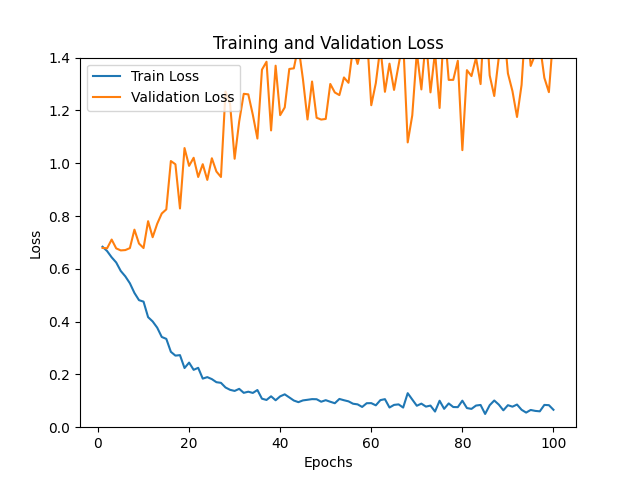 Training and Validation Loss
Train Loss
Validation Loss
1.4
1.2
1.0
0.8
0.6
0.4
0.2
0.0
Loss
0 20 40 60 80 100
Epochs